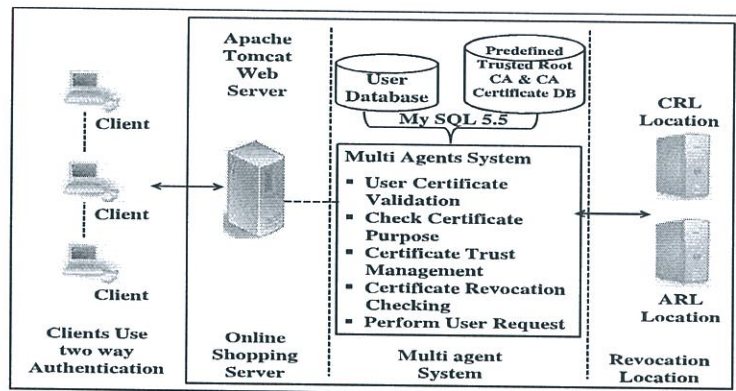 Apache
Tomcat
Web
Server
User
Database
Predefined
Trusted Root
CA & CA
Certificate DB
My SQL 5.5
Client
Client
Client
Multi Agents System
▪ User Certificate
Validation
▪ Check Certificate
Purpose
▪ Certificate Trust
Management
▪ Certificate Revocation
Checking
▪ Perform User Request
CRL
Location
ARL
Location
Clients Use
two way
Authentication
Online
Shopping
Server
Multi agent
System
Revocation
Location